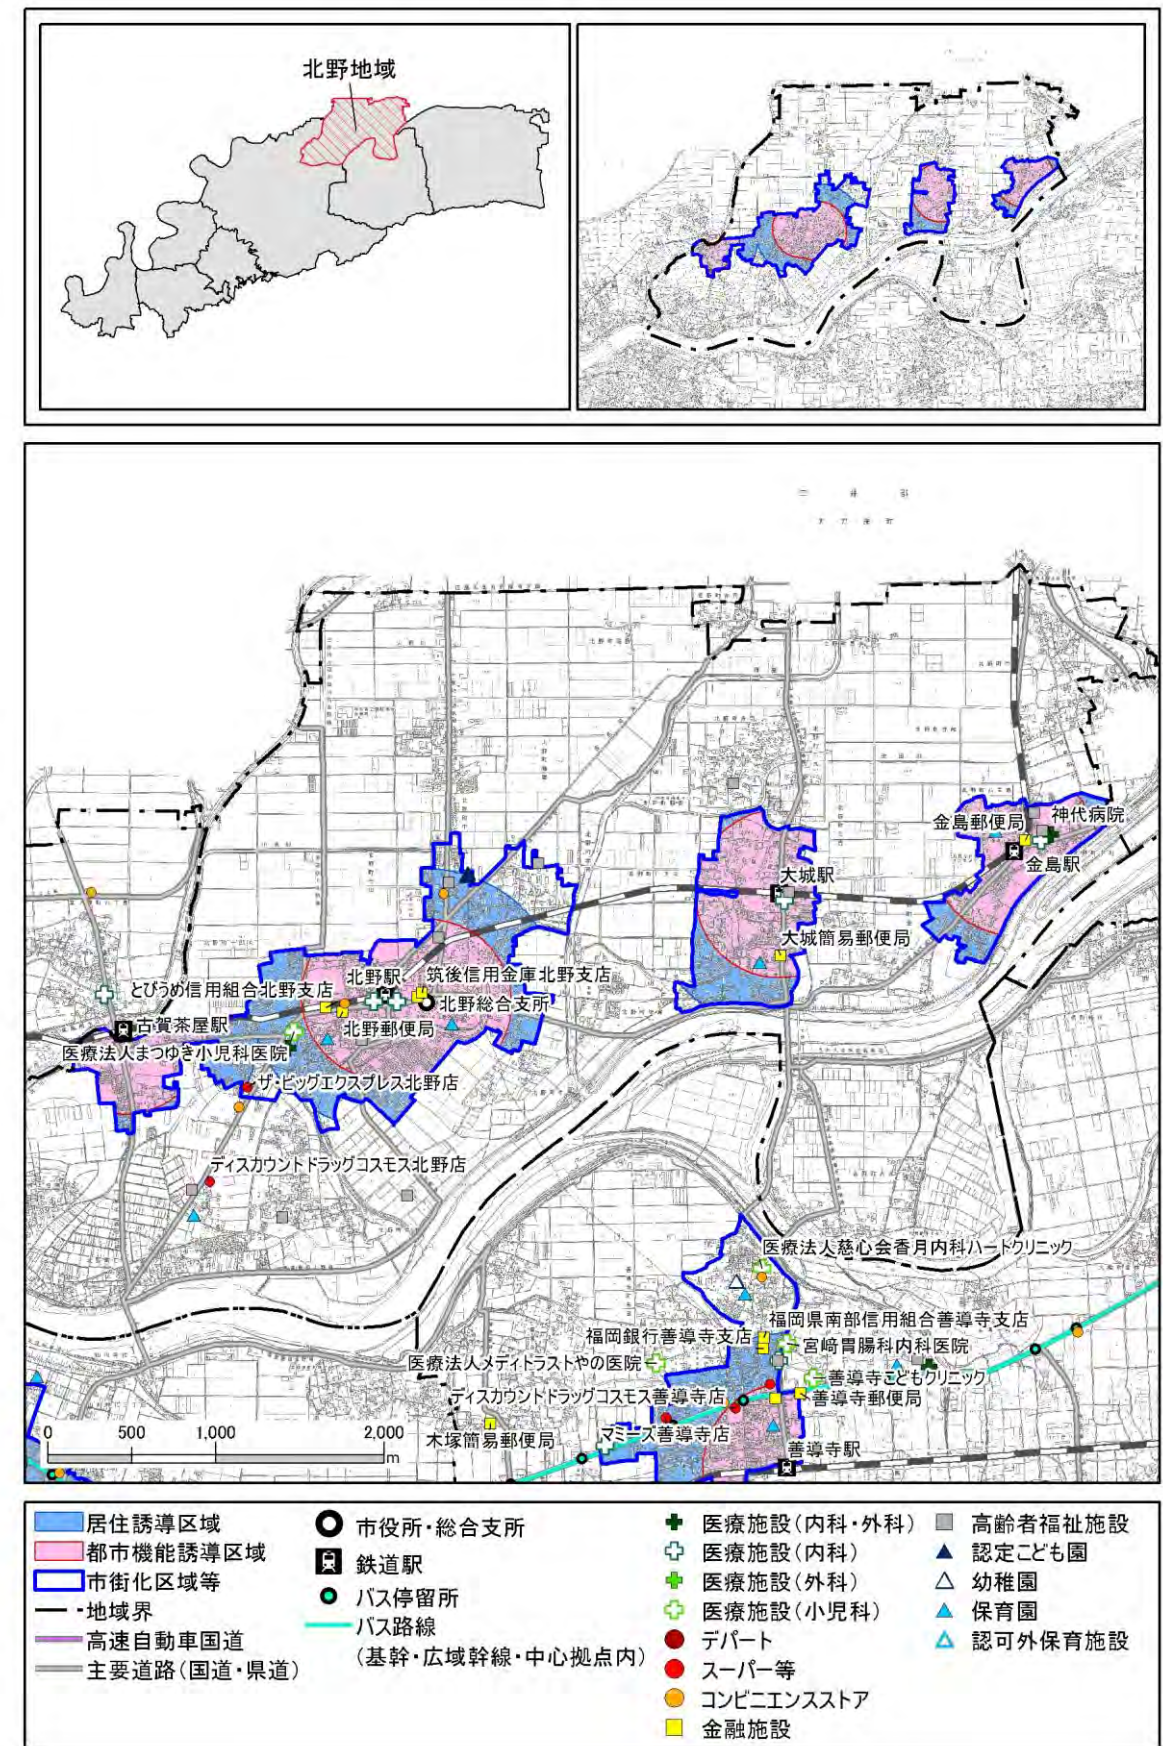 北野地域
神代病院
金島郵便局
金島駅
大城駅
大城簡易郵便局
北野駅
筑後信用金庫北野支店
とびうめ信用組合北野支店
北野総合支所
古賀茶屋駅
北野郵便局
医療法人まつゆき小児科医院
ザ・ビッグエクスプレス北野店
ディスカウントドラッグコスモス北野店
医療法人慈心会香月内科ハートクリニック
福岡県南部信用組合善導寺支店
福岡銀行善導寺支店
宮﨑胃腸科内科医院
医療法人メディトラストやの医院
善導寺こどもクリニック
ディスカウントドラッグコスモス善導寺店
善導寺郵便局
マミーズ善導寺店
木塚簡易郵便局
善導寺駅
0 500 1,000 2,000
m
居住誘導区域
都市機能誘導区域
市街化区域等
地域界
高速自動車国道
主要道路(国道・県道)
市役所・総合支所
鉄道駅
バス停留所
バス路線
(基幹・広域幹線・中心拠点内)
医療施設(内科・外科)
医療施設(内科)
医療施設(外科)
医療施設(小児科)
デパート
スーパー等
コンビニエンスストア
金融施設
高齢者福祉施設
認定こども園
幼稚園
保育園
認可外保育施設